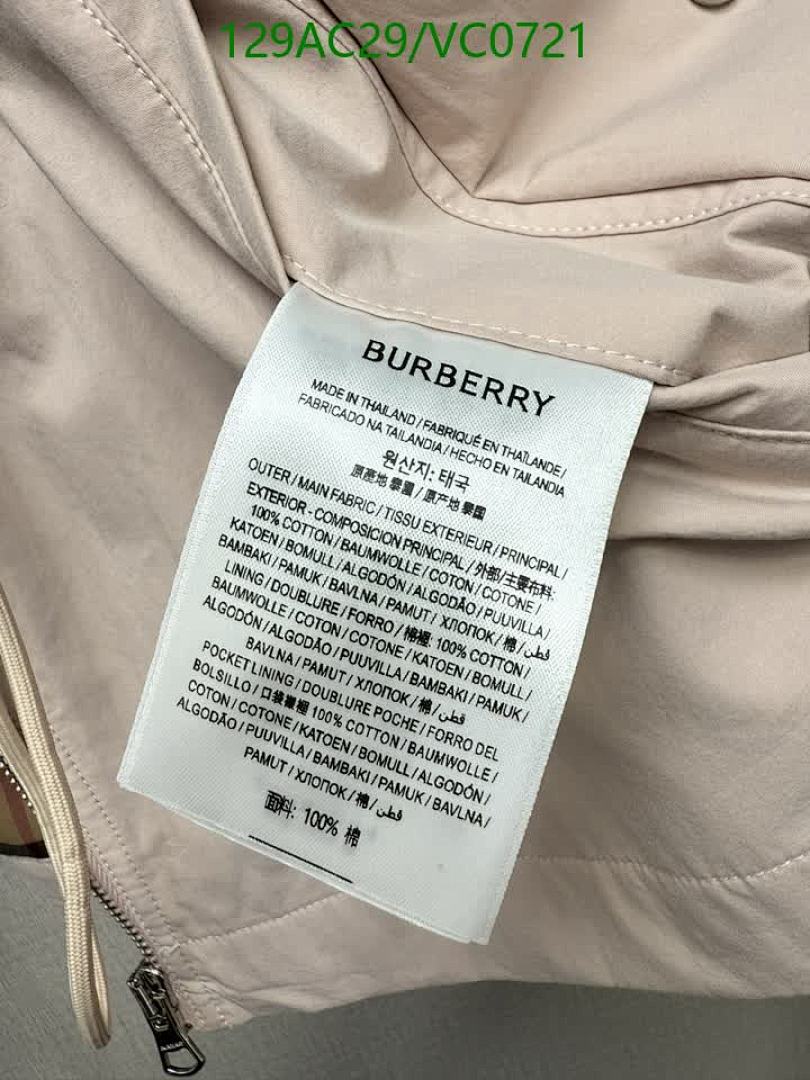 129AC29/VC0721
BURBERRY
MADE IN THAILAND / FABRIQUÉ EN THAÏLANDE /
FABRICADO NA TAILANDIA / HECHO EN TAILANDIA
원산지: 태국
原產地 泰國 / 原产地 泰國
OUTER / MAIN FABRIC / TISSU EXTERIEUR / PRINCIPAL /
EXTERIOR - COMPOSICION PRINCIPAL / 外部/主要布料:
100% COTTON / BAUMWOLLE / COTON / COTONE /
KATOEN / BOMULL / ALGODÓN / ALGODÃO / PUUVILLA /
BAMBAKI / PAMUK / BAVLNA / PAMUT / ХЛОПОК / 棉 / قطن /
LINING / DOUBLURE / FORRO / 棉裡: 100% COTTON /
BAUMWOLLE / COTON / COTONE / KATOEN / BOMULL /
ALGODÓN / ALGODÃO / PUUVILLA / BAMBAKI / PAMUK /
BAVLNA / PAMUT / ХЛОПОК / 棉 / قطن /
POCKET LINING / DOUBLURE POCHE / FORRO DEL
BOLSILLO / 口袋襯裡 100% COTTON / BAUMWOLLE /
COTON / COTONE / KATOEN / BOMULL / ALGODÓN /
ALGODÃO / PUUVILLA / BAMBAKI / PAMUK / BAVLNA /
PAMUT / ХЛОПОК / 棉 / قطن /
面料: 100% 棉